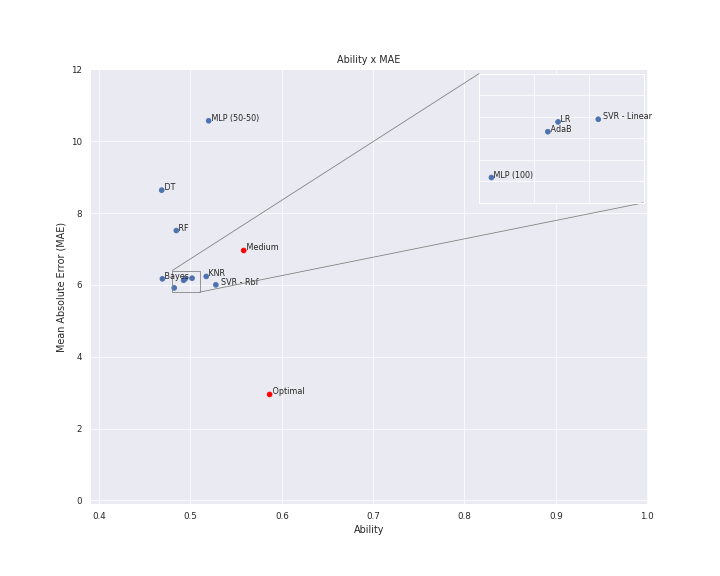 Ability x MAE
12
LR
SVR - Linear
MLP (50-50)
AdaB
10
MLP (100)
DT
8
RF
Medium
KNR
Bayes
SVR - Rbf
6
4
Optimal
2
0
Mean Absolute Error (MAE)
0.4 0.5 0.6 0.7 0.8 0.9 1.0
Ability